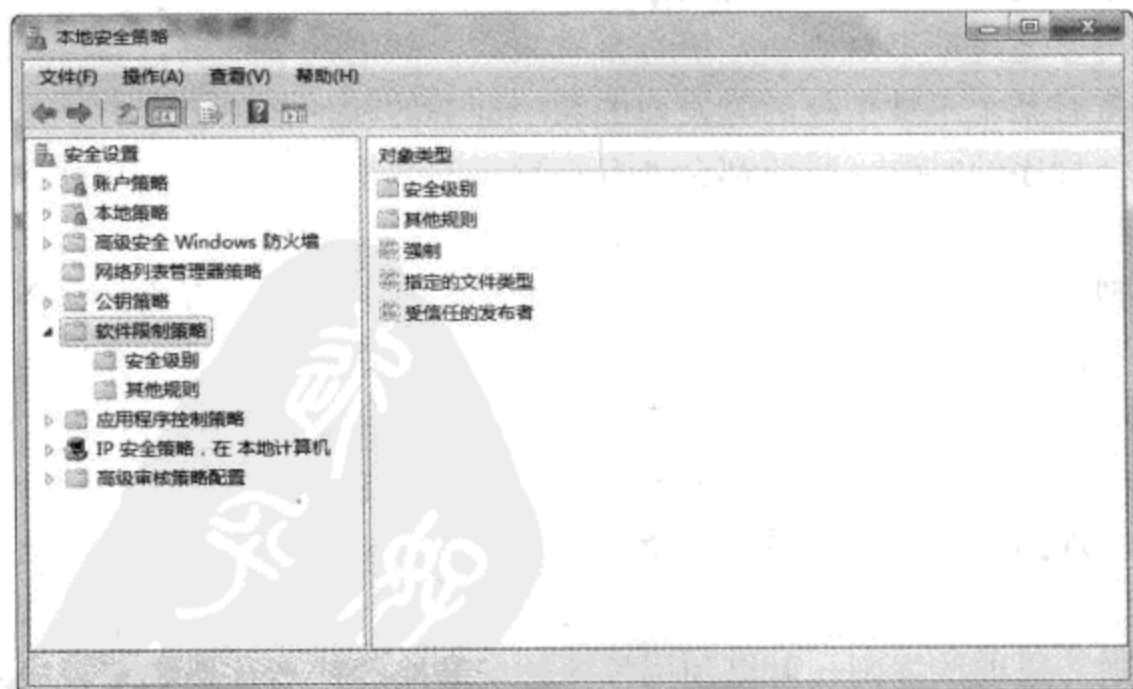 本地安全策略
文件(F) 操作(A) 查看(V) 帮助(H)
安全设置
账户策略
本地策略
高级安全 Windows 防火墙
网络列表管理器策略
公钥策略
软件限制策略
安全级别
其他规则
应用程序控制策略
IP 安全策略，在 本地计算机
高级审核策略配置
对象类型
安全级别
其他规则
强制
指定的文件类型
受信任的发布者